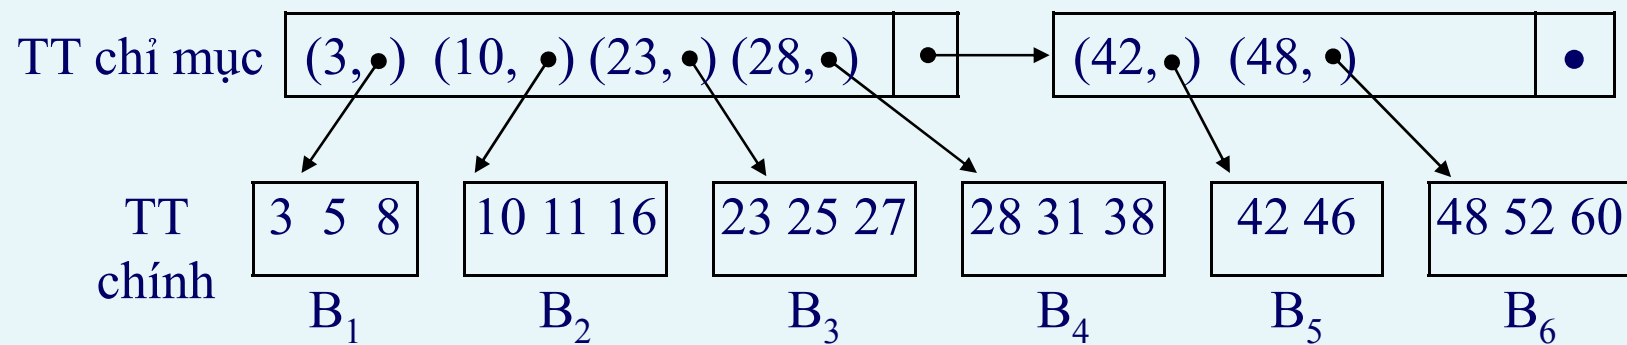 TT chỉ mục (3, ) (10, ) (23, ) (28, ) (42, ) (48, )
TT chính
3 5 8
10 11 16
23 25 27
28 31 38
42 46
48 52 60
B1 B2 B3 B4 B5 B6